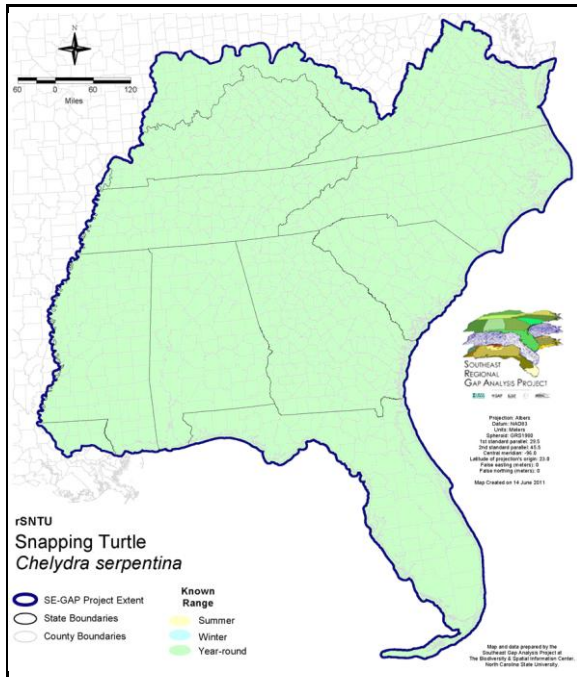 N
60 0 60 120
Miles
SOUTHEAST
REGIONAL
GAP ANALYSIS PROJECT
Projection: Albers
Datum: NAD83
Units: Meters
Spheroid: GRS1980
1st standard parallel: 29.5
2nd standard parallel: 45.5
Central meridian: -96.0
Latitude of projection's origin: 23.0
False easting (meters): 0
False northing (meters): 0
Map Created on 14 June 2011
rSNTU
Snapping Turtle
Chelydra serpentina
SE-GAP Project Extent
State Boundaries
County Boundaries
Known
Range
Summer
Winter
Year-round
Map and data prepared by the
Southeast Gap Analysis Project at
The Biodiversity & Spatial Information Center,
North Carolina State University.